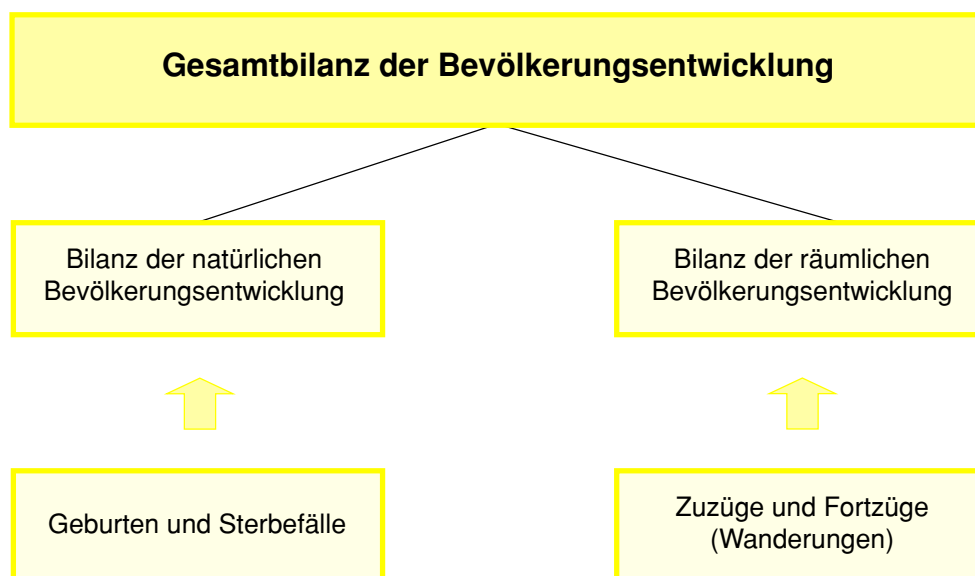 Gesamtbilanz der Bevölkerungsentwicklung
Bilanz der natürlichen
Bevölkerungsentwicklung
Bilanz der räumlichen
Bevölkerungsentwicklung
Geburten und Sterbefälle
Zuzüge und Fortzüge
(Wanderungen)